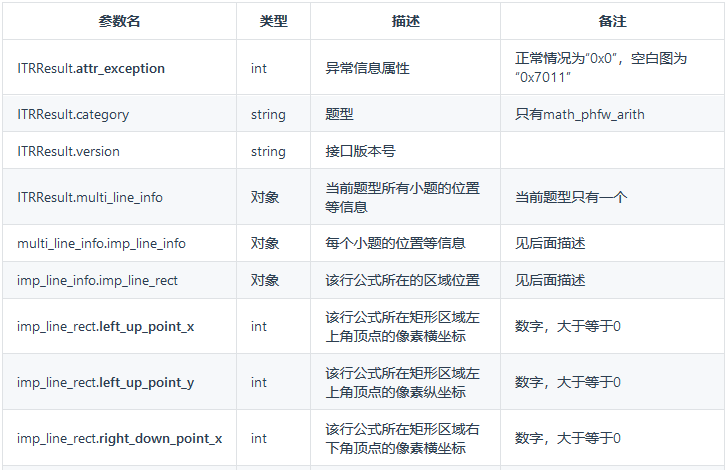 参数名 类型 描述 备注
ITRResult.attr_exception int 异常信息属性 正常情况为"0x0"，空白图为
"0x7011"
ITRResult.category string 题型 只有math_phfw_arith
ITRResult.version string 接口版本号
ITRResult.multi_line_info 对象 当前题型所有小题的位置 当前题型只有一个
等信息
multi_line_info.imp_line_info 对象 每个小题的位置等信息 见后面描述
imp_line_info.imp_line_rect 对象 该行公式所在的区域位置 见后面描述
imp_line_rect.left_up_point_x int 该行公式所在矩形区域左 数字，大于等于0
上角顶点的像素横坐标
imp_line_rect.left_up_point_y int 该行公式所在矩形区域左 数字，大于等于0
上角顶点的像素纵坐标
imp_line_rect.right_down_point_x int 该行公式所在矩形区域右 数字，大于等于0
下角顶点的像素横坐标